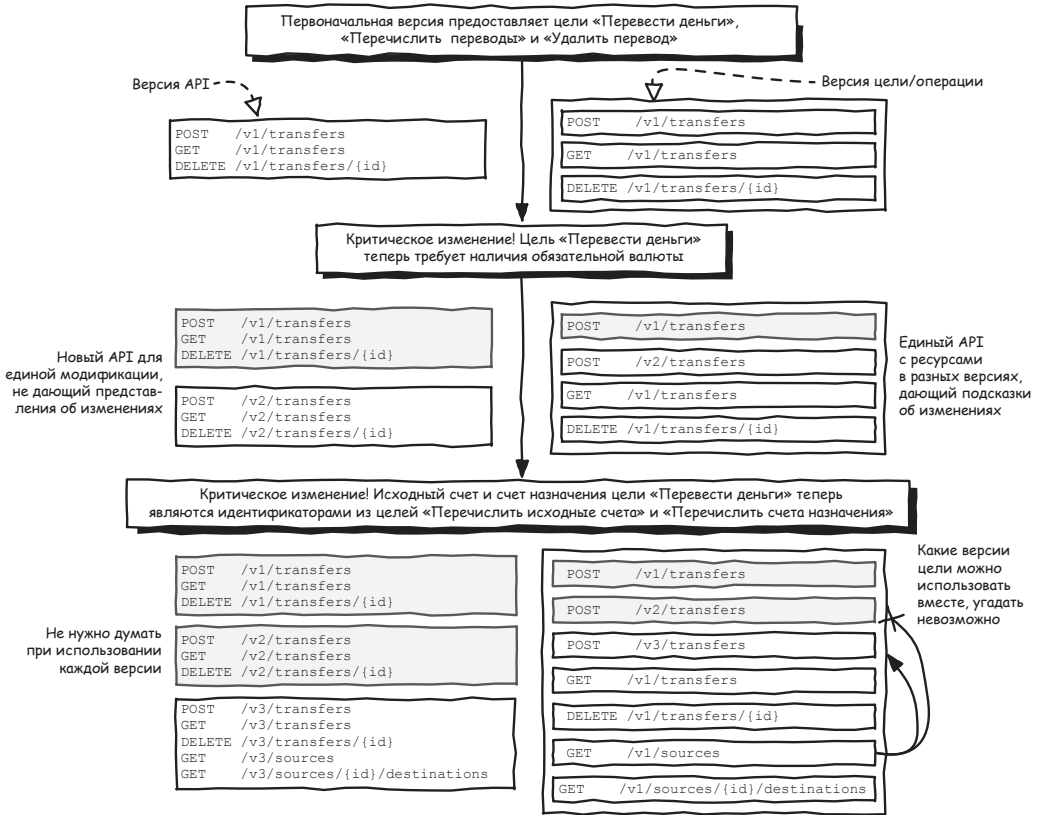 Первоначальная версия предоставляет цели «Перевести деньги»,
«Перечислить переводы» и «Удалить перевод»
Версия API
Версия цели/операции
POST /v1/transfers
GET /v1/transfers
DELETE /v1/transfers/{id}
POST /v1/transfers
GET /v1/transfers
DELETE /v1/transfers/{id}
Критическое изменение! Цель «Перевести деньги»
теперь требует наличия обязательной валюты
Новый API для
единой модификации,
не дающий представ-
ления об изменениях
POST /v1/transfers
GET /v1/transfers
DELETE /v1/transfers/{id}
POST /v2/transfers
GET /v2/transfers
DELETE /v2/transfers/{id}
POST /v1/transfers
POST /v2/transfers
GET /v1/transfers
DELETE /v1/transfers/{id}
Единый API
с ресурсами
в разных версиях,
дающий подсказки
об изменениях
Критическое изменение! Исходный счет и счет назначения цели «Перевести деньги» теперь
являются идентификаторами из целей «Перечислить исходные счета» и «Перечислить счета назначения»
Не нужно думать
при использовании
каждой версии
POST /v1/transfers
GET /v1/transfers
DELETE /v1/transfers/{id}
POST /v2/transfers
GET /v2/transfers
DELETE /v2/transfers/{id}
POST /v3/transfers
GET /v3/transfers
DELETE /v3/transfers/{id}
GET /v3/sources
GET /v3/sources/{id}/destinations
POST /v1/transfers
POST /v2/transfers
POST /v3/transfers
GET /v1/transfers
DELETE /v1/transfers/{id}
GET /v1/sources
GET /v1/sources/{id}/destinations
Какие версии
цели можно
использовать
вместе, угадать
невозможно